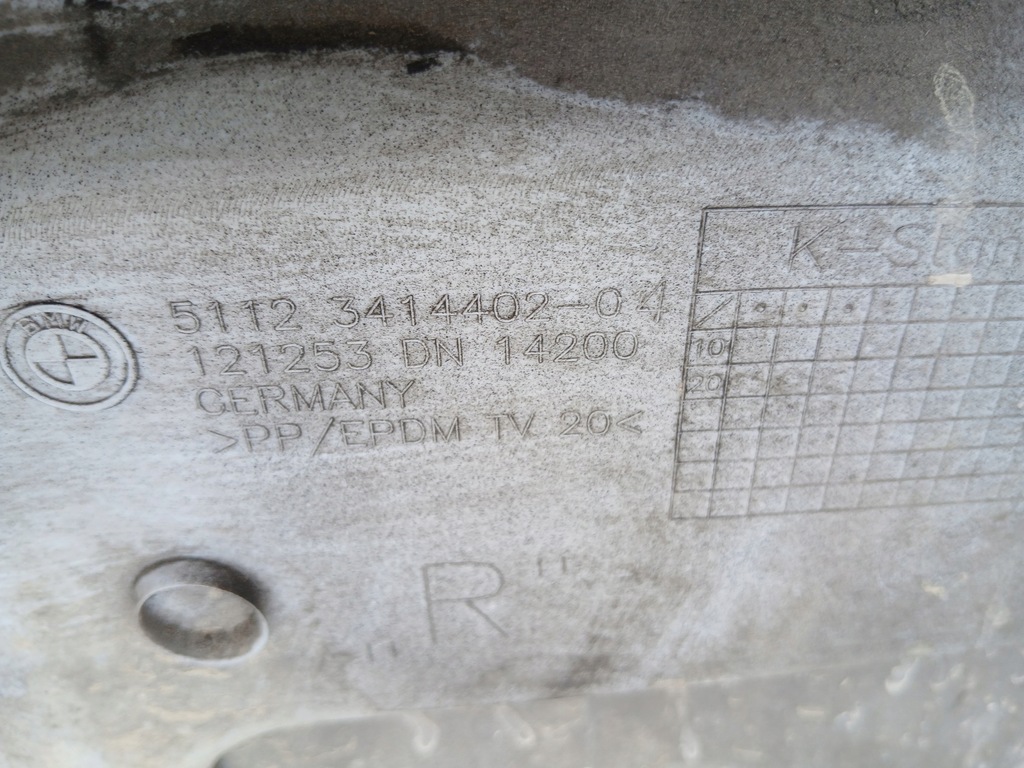 BMW
5112 3414402-04
121253 DN 14200
GERMANY
>PP/EPDM TV 20<
"R"
K-Stan
10
20